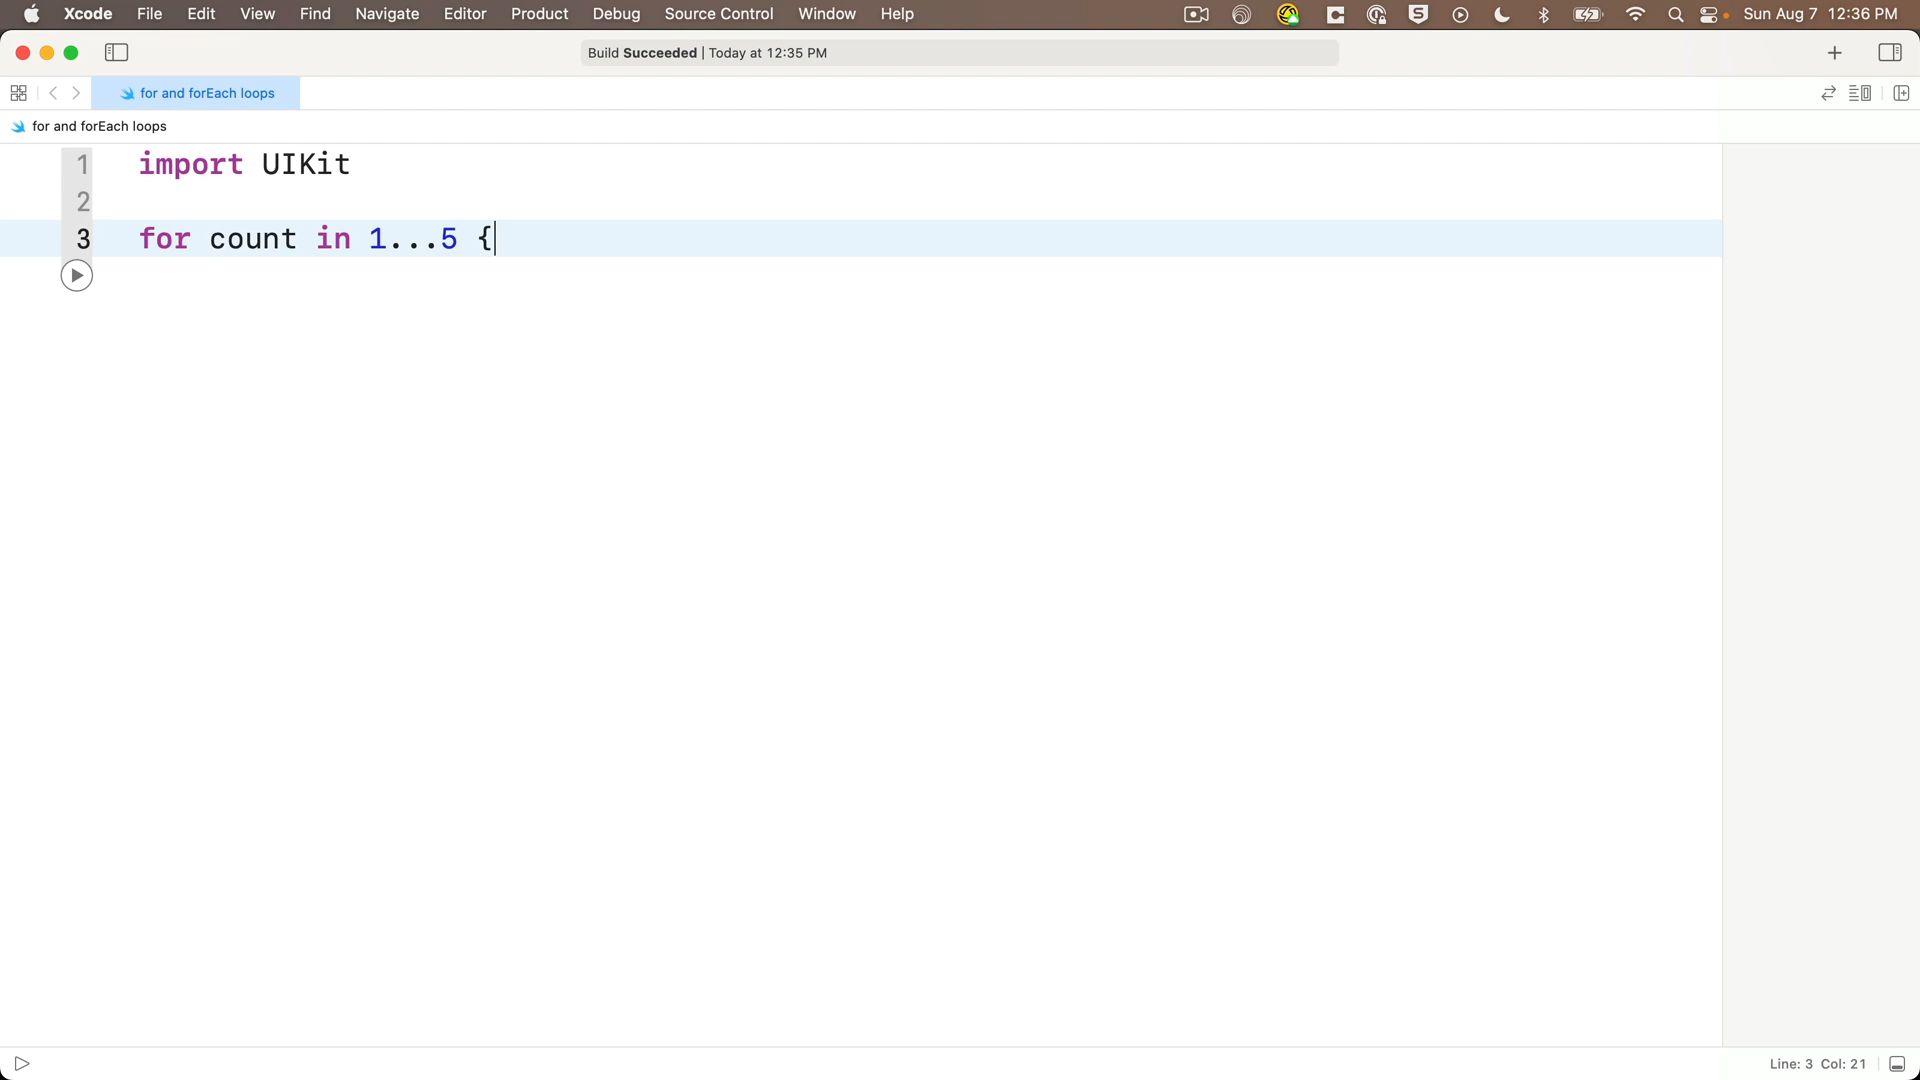 Xcode File Edit View Find Navigate Editor Product Debug Source Control Window Help Sun Aug 7 12:36 PM
Build Succeeded | Today at 12:35 PM
for and forEach loops
for and forEach loops
1 import UIKit
2
3 for count in 1...5 {
Line: 3 Col: 21